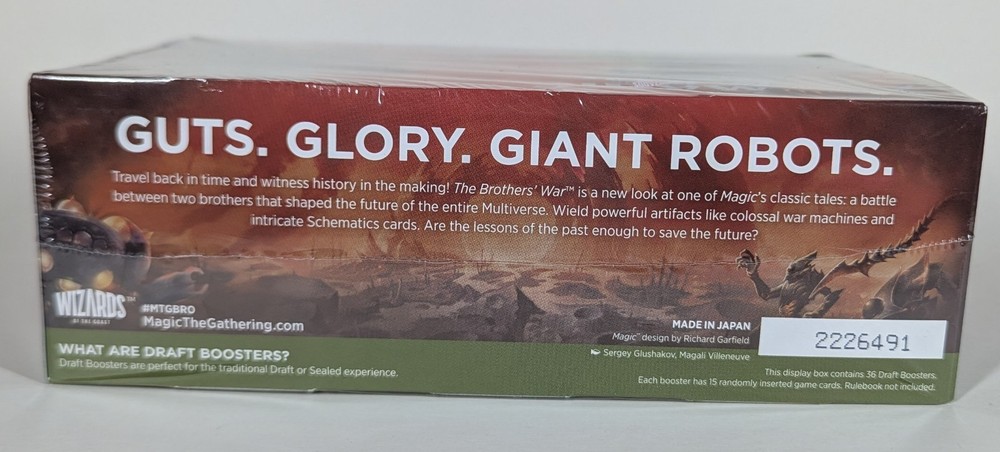 GUTS. GLORY. GIANT ROBOTS.
Travel back in time and witness history in the making! The Brothers' War™ is a new look at one of Magic's classic tales: a battle
between two brothers that shaped the future of the entire Multiverse. Wield powerful artifacts like colossal war machines and
intricate Schematics cards. Are the lessons of the past enough to save the future?
WIZARDS™
OF THE COAST
#MTGBRO
MagicTheGathering.com
MADE IN JAPAN
Magic™ design by Richard Garfield
Sergey Glushakov, Magali Villeneuve
2226491
WHAT ARE DRAFT BOOSTERS?
Draft Boosters are perfect for the traditional Draft or Sealed experience.
This display box contains 36 Draft Boosters.
Each booster has 15 randomly inserted game cards. Rulebook not included.